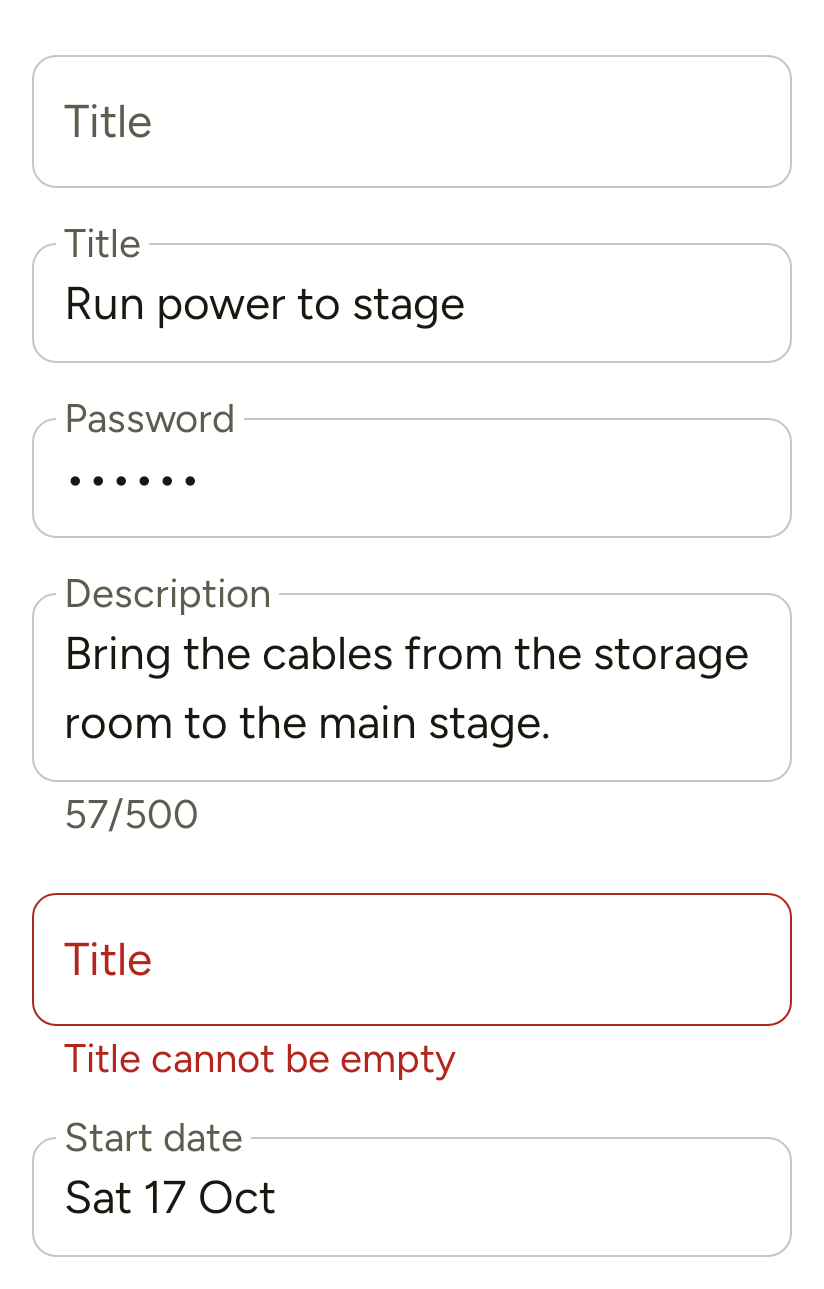 Title
Title
Run power to stage
Password
••••••
Description
Bring the cables from the storage
room to the main stage.
57/500
Title
Title cannot be empty
Start date
Sat 17 Oct